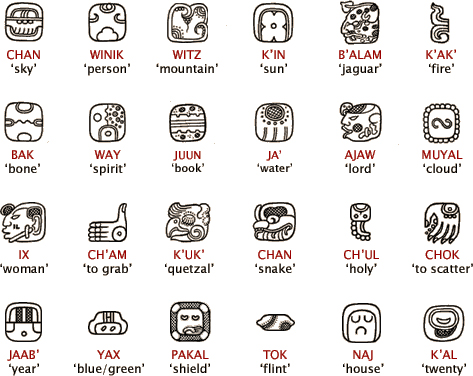 CHAN WINIK WITZ K'IN B'ALAM K'AK'
‘sky’ ‘person’ ‘mountain’ ‘sun’ ‘jaguar’ ‘fire’
BAK WAY JUUN JA' AJAW MUYAL
‘bone’ ‘spirit’ ‘book’ ‘water’ ‘lord’ ‘cloud’
IX CH'AM K'UK' CHAN CH'UL CHOK
‘woman’ ‘to grab’ ‘quetzal’ ‘snake’ ‘holy’ ‘to scatter’
JAAB' YAX PAKAL TOK NAJ K'AL
‘year’ ‘blue/green’ ‘shield’ ‘flint’ ‘house’ ‘twenty’